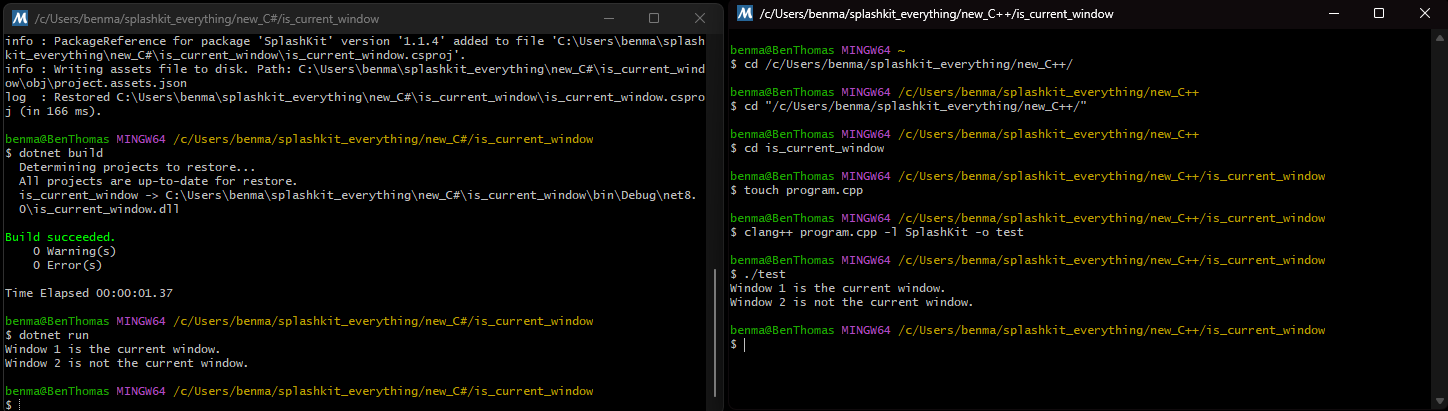 /c/Users/benma/splashkit_everything/new_C#/is_current_window
info : PackageReference for package 'SplashKit' version '1.1.4' added to file 'C:\Users\benma\splash
kit_everything\new_C#\is_current_window\is_current_window.csproj'.
info : Writing assets file to disk. Path: C:\Users\benma\splashkit_everything\new_C#\is_current_wind
ow\obj\project.assets.json
log  : Restored C:\Users\benma\splashkit_everything\new_C#\is_current_window\is_current_window.cspro
j (in 166 ms).
benma@BenThomas MINGW64 /c/Users/benma/splashkit_everything/new_C#/is_current_window
$ dotnet build
  Determining projects to restore...
  All projects are up-to-date for restore.
  is_current_window -> C:\Users\benma\splashkit_everything\new_C#\is_current_window\bin\Debug\net8.
  0\is_current_window.dll
Build succeeded.
    0 Warning(s)
    0 Error(s)
Time Elapsed 00:00:01.37
benma@BenThomas MINGW64 /c/Users/benma/splashkit_everything/new_C#/is_current_window
$ dotnet run
Window 1 is the current window.
Window 2 is not the current window.
benma@BenThomas MINGW64 /c/Users/benma/splashkit_everything/new_C#/is_current_window
$
/c/Users/benma/splashkit_everything/new_C++/is_current_window
benma@BenThomas MINGW64 ~
$ cd /c/Users/benma/splashkit_everything/new_C++/
benma@BenThomas MINGW64 /c/Users/benma/splashkit_everything/new_C++
$ cd "/c/Users/benma/splashkit_everything/new_C++/"
benma@BenThomas MINGW64 /c/Users/benma/splashkit_everything/new_C++
$ cd is_current_window
benma@BenThomas MINGW64 /c/Users/benma/splashkit_everything/new_C++/is_current_window
$ touch program.cpp
benma@BenThomas MINGW64 /c/Users/benma/splashkit_everything/new_C++/is_current_window
$ clang++ program.cpp -l SplashKit -o test
benma@BenThomas MINGW64 /c/Users/benma/splashkit_everything/new_C++/is_current_window
$ ./test
Window 1 is the current window.
Window 2 is not the current window.
benma@BenThomas MINGW64 /c/Users/benma/splashkit_everything/new_C++/is_current_window
$